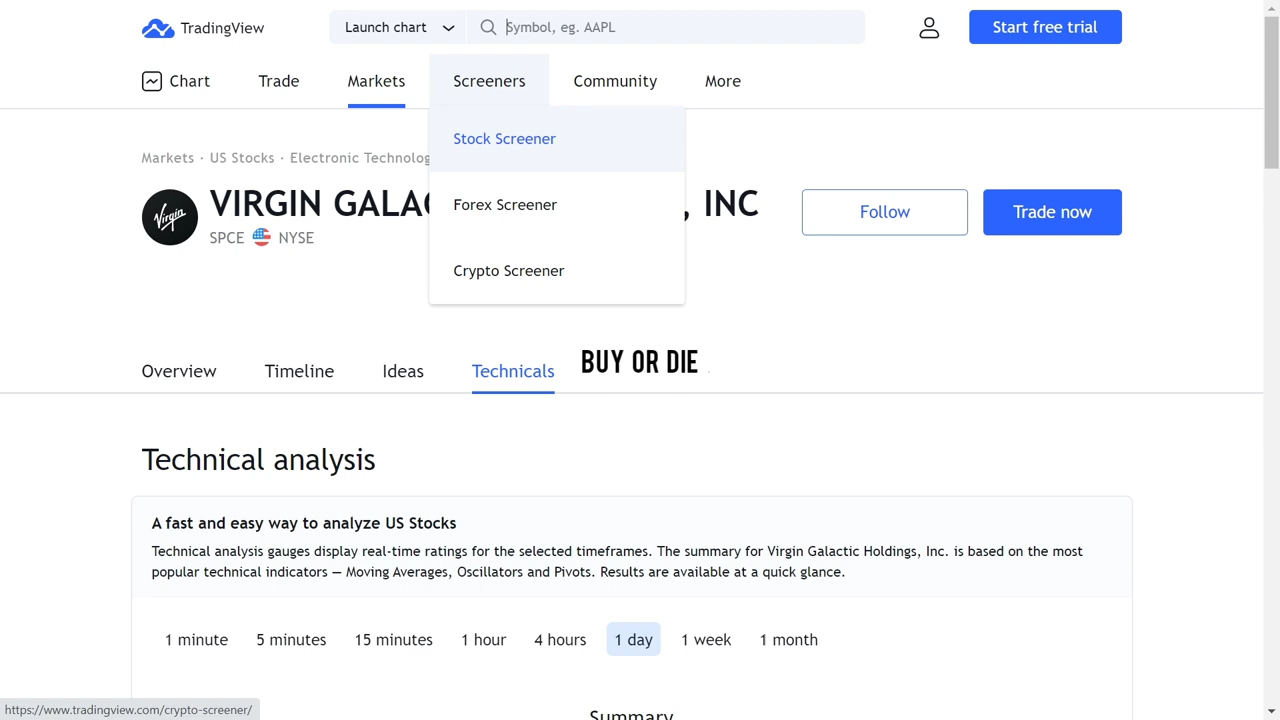 TradingView
Launch chart
Symbol, eg. AAPL
Start free trial
Chart
Trade
Markets
Screeners
Community
More
Stock Screener
Forex Screener
Crypto Screener
Markets · US Stocks · Electronic Technolog
VIRGIN GALAC , INC
Virgin
SPCE NYSE
Follow
Trade now
Overview
Timeline
Ideas
Technicals
BUY OR DIE
Technical analysis
A fast and easy way to analyze US Stocks
Technical analysis gauges display real-time ratings for the selected timeframes. The summary for Virgin Galactic Holdings, Inc. is based on the most
popular technical indicators — Moving Averages, Oscillators and Pivots. Results are available at a quick glance.
1 minute
5 minutes
15 minutes
1 hour
4 hours
1 day
1 week
1 month
Summary
https://www.tradingview.com/crypto-screener/